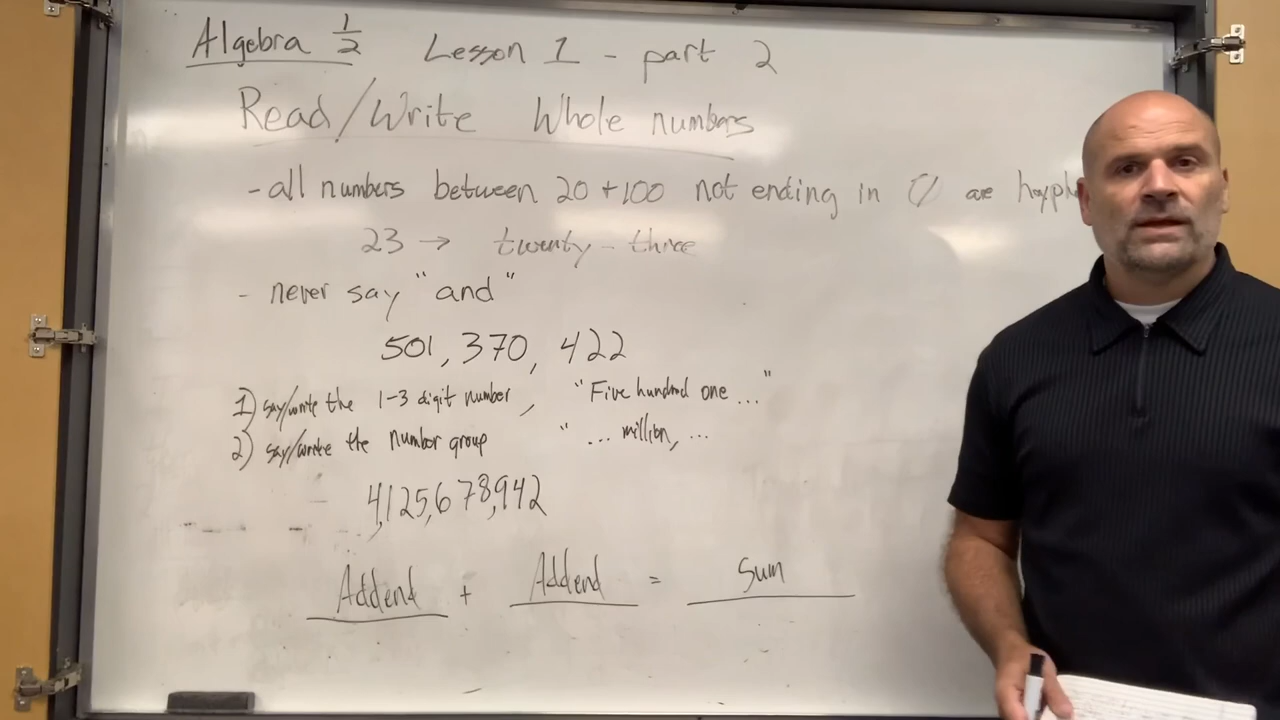 Algebra 1/2 Lesson 1 - part 2
Read/Write Whole numbers
- all numbers between 20 + 100 not ending in 0 are
23 → twenty-three
- never say "and"
501,370,422
1) say/write the 1-3 digit number, "Five hundred one ..."
2) say/write the number group "... million, ...
4,125,678,942
Addend + Addend = Sum